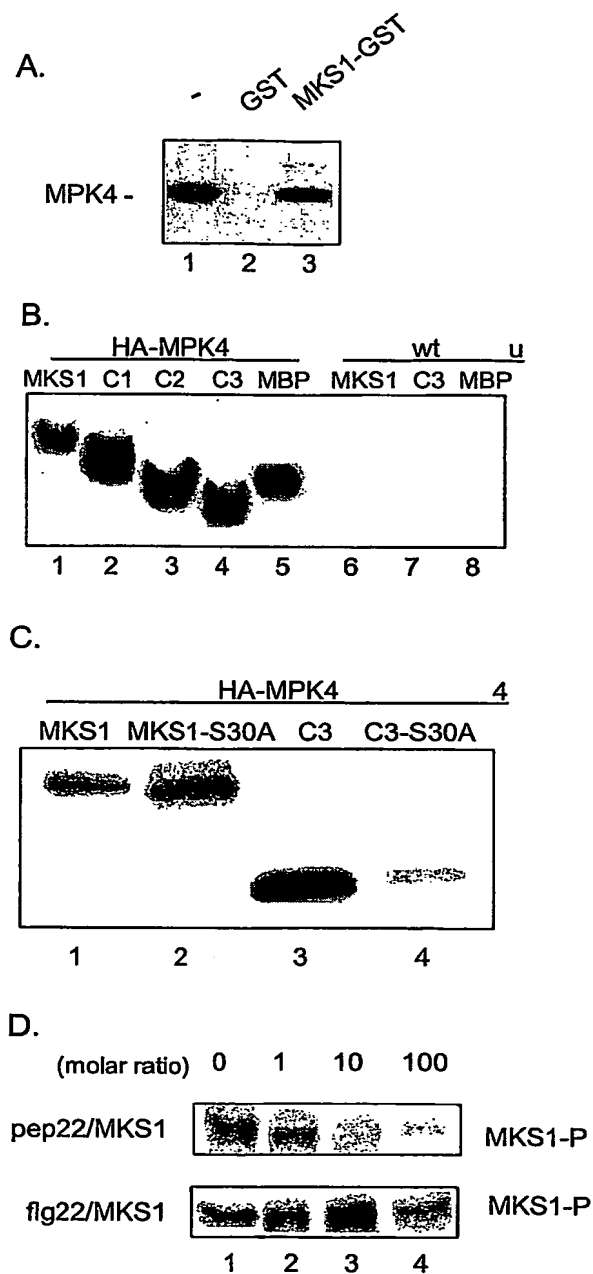 A.
- GST MKS1-GST
MPK4 -
1 2 3
B.
HA-MPK4 wt u
MKS1 C1 C2 C3 MBP MKS1 C3 MBP
1 2 3 4 5 6 7 8
C.
HA-MPK4 4
MKS1 MKS1-S30A C3 C3-S30A
1 2 3 4
D.
(molar ratio) 0 1 10 100
pep22/MKS1 MKS1-P
flg22/MKS1 MKS1-P
1 2 3 4